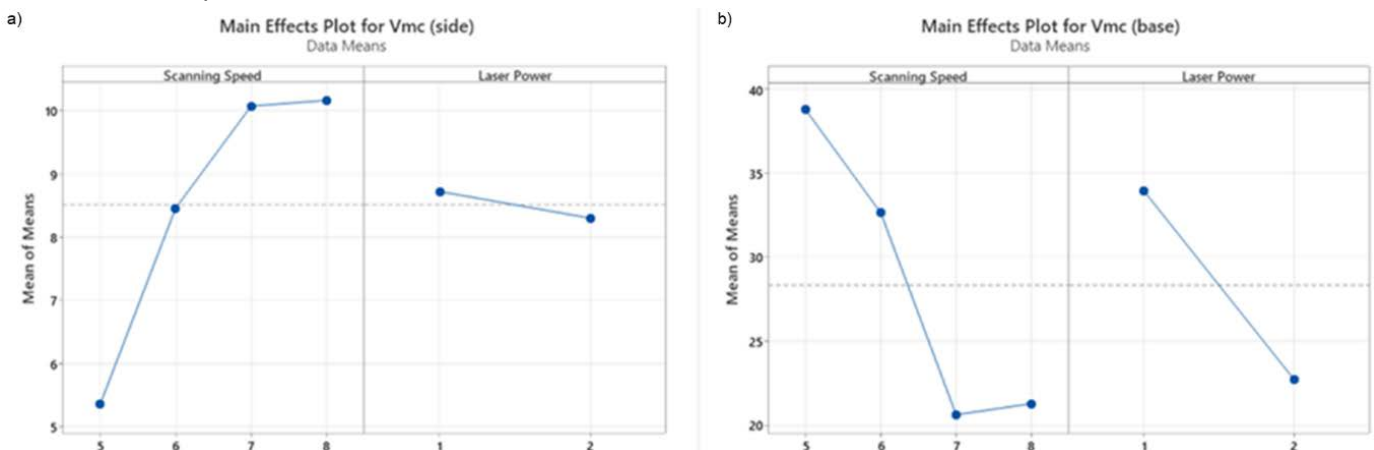 a)
Main Effects Plot for Vmc (side)
Data Means
Scanning Speed Laser Power
Mean of Means
10
9
8
7
6
5
5 6 7 8 1 2
b)
Main Effects Plot for Vmc (base)
Data Means
Scanning Speed Laser Power
Mean of Means
40
35
30
25
20
5 6 7 8 1 2